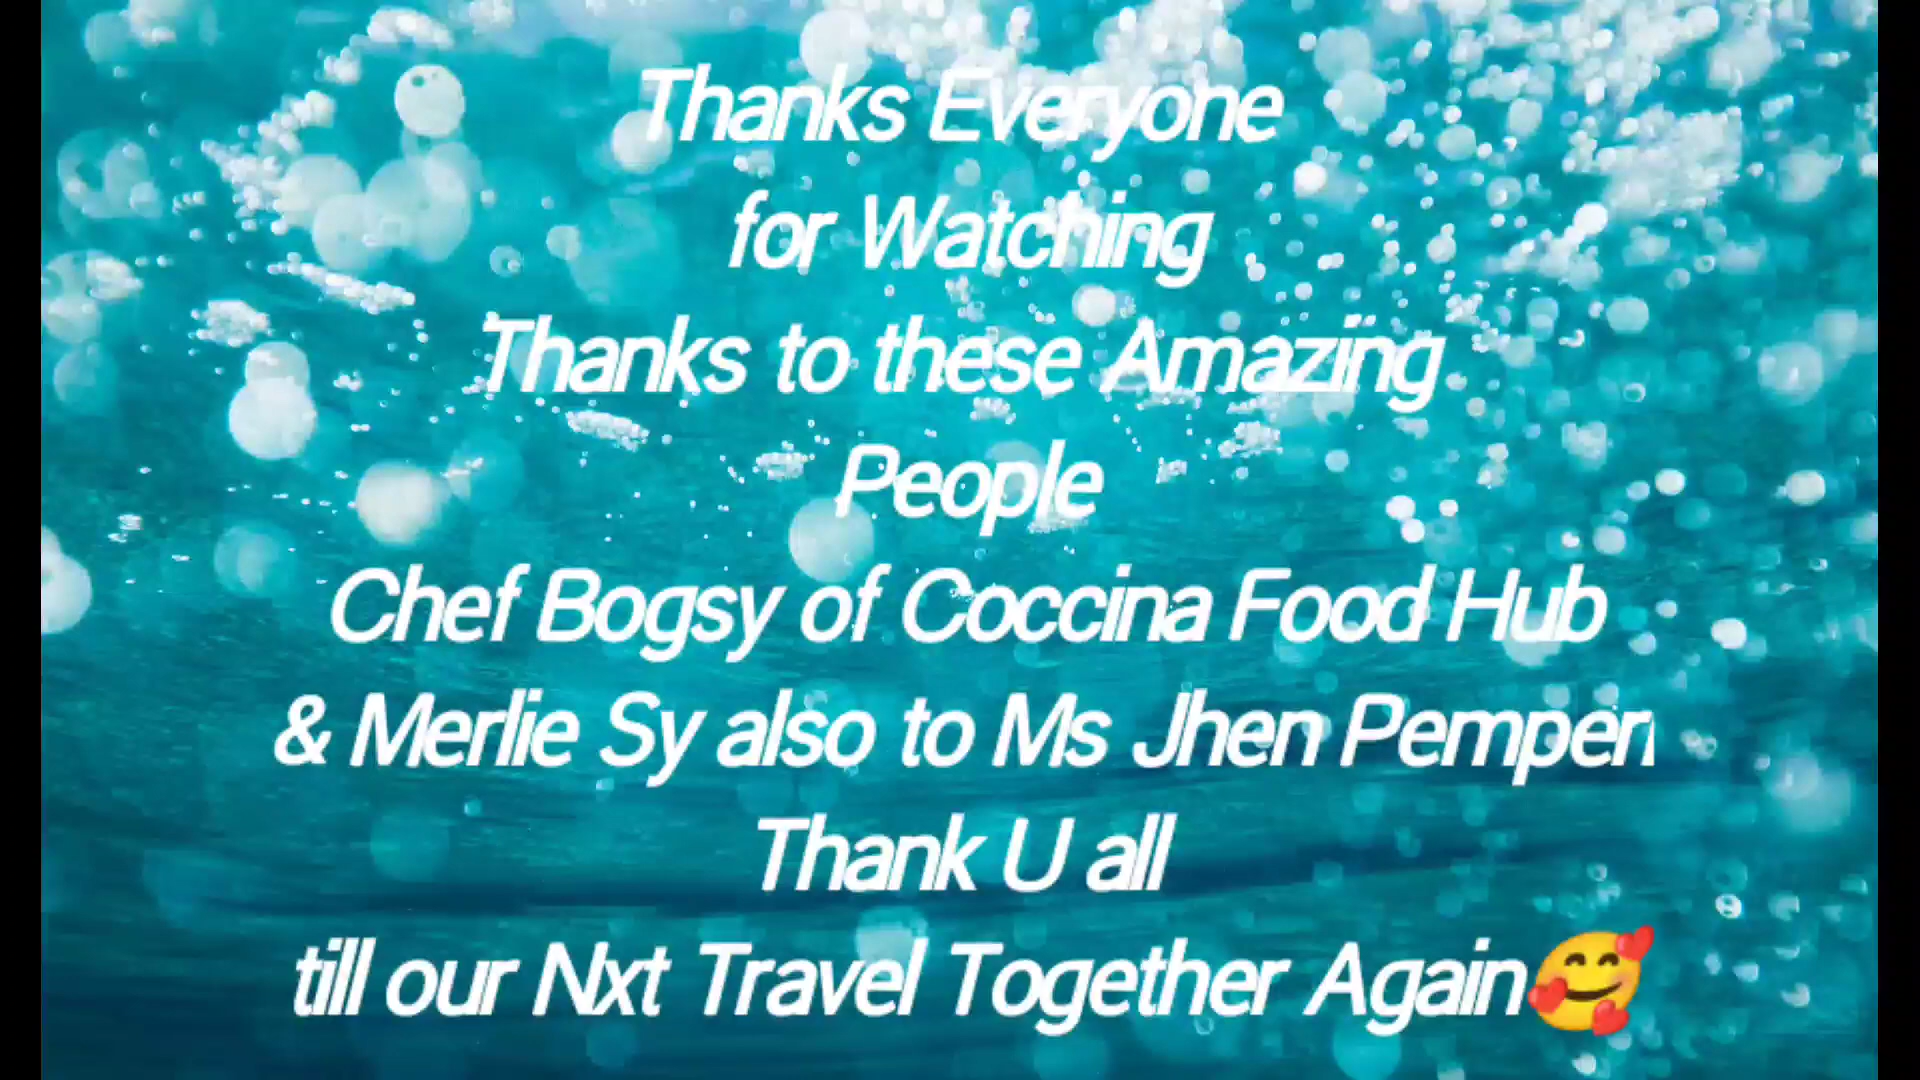 Thanks Everyone
for Watching
Thanks to these Amazing
People
Chef Bogsy of Coccina Food Hub
& Merlie Sy also to Ms Jhen Pemperi
Thank U all
till our Nxt Travel Together Again🥰